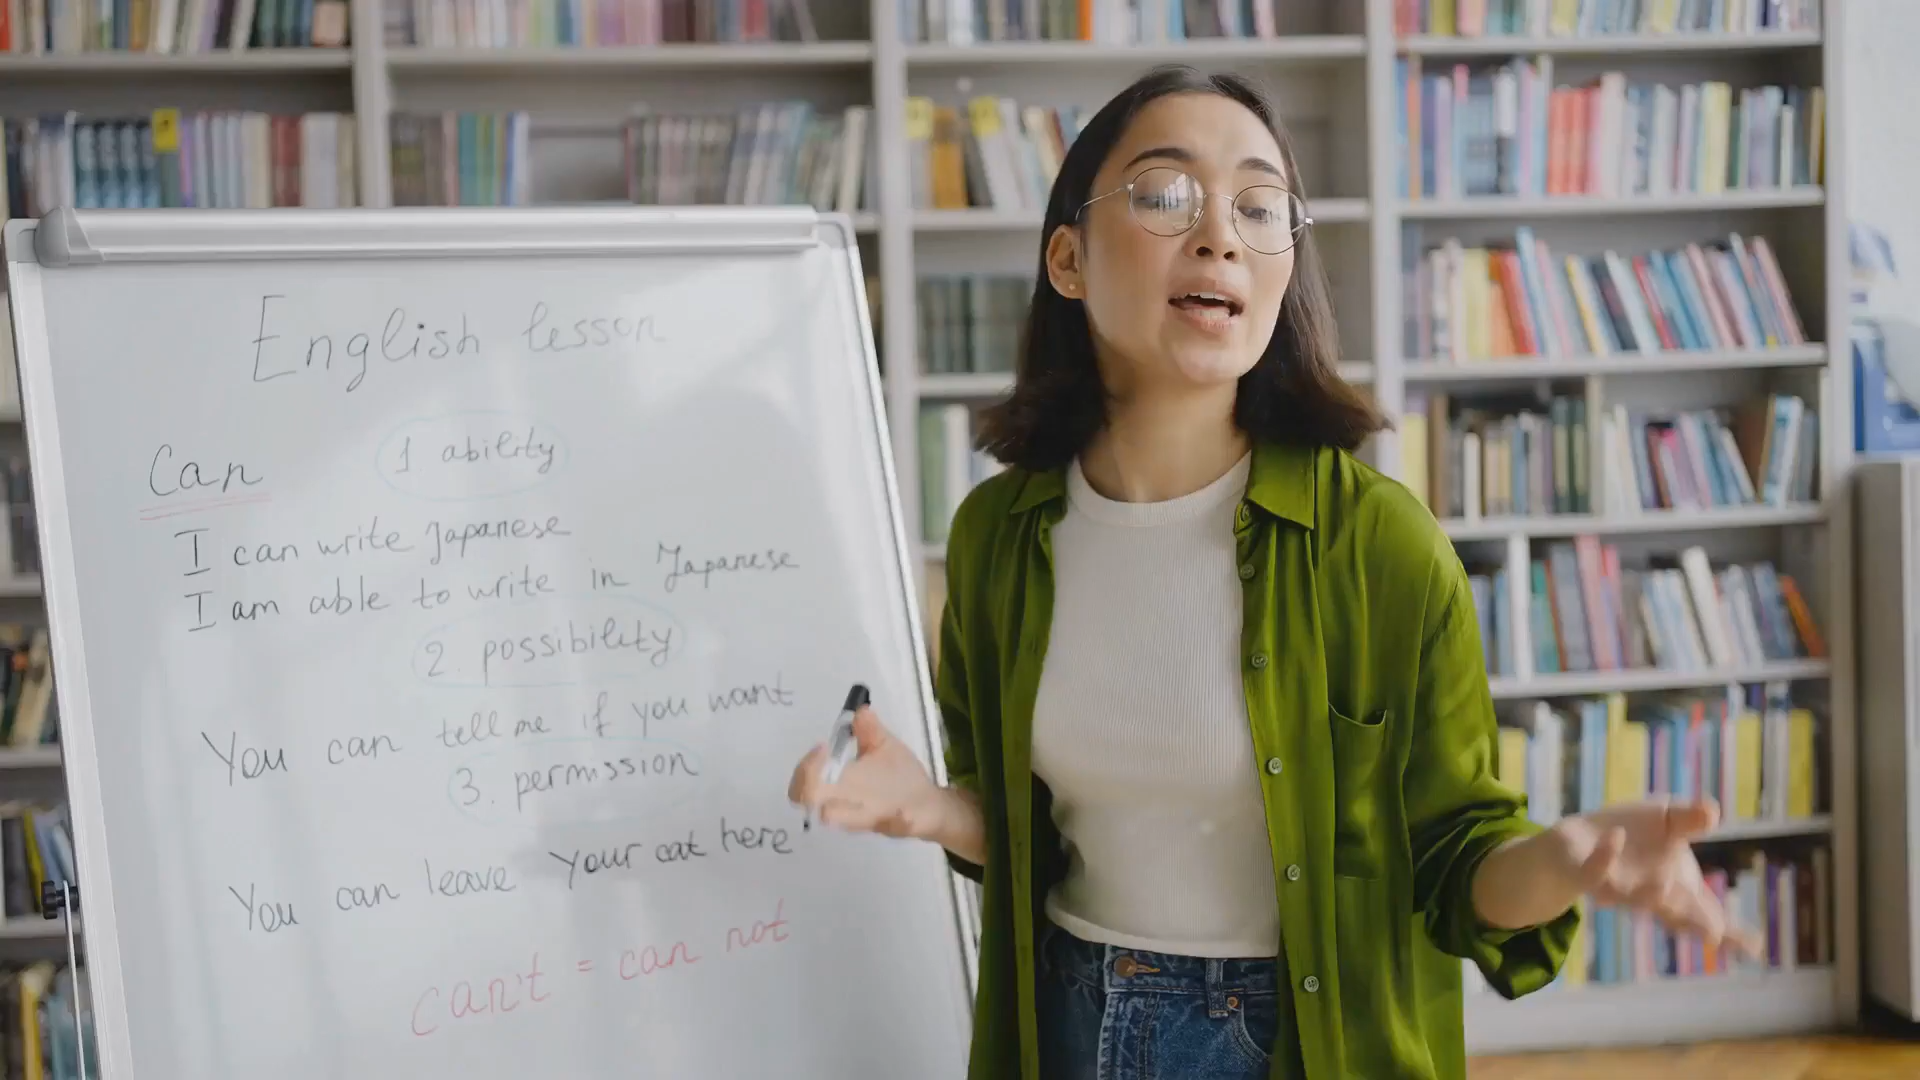 English lesson
Can 1 ability
I can write Japanese
I am able to write in Japanese
2. possibility
You can tell me if you want
3. permission
You can leave your cat here
can't = can not